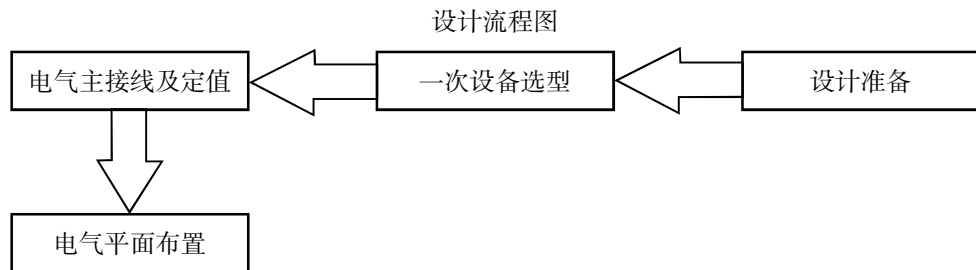 设计流程图
电气主接线及定值
一次设备选型
设计准备
电气平面布置